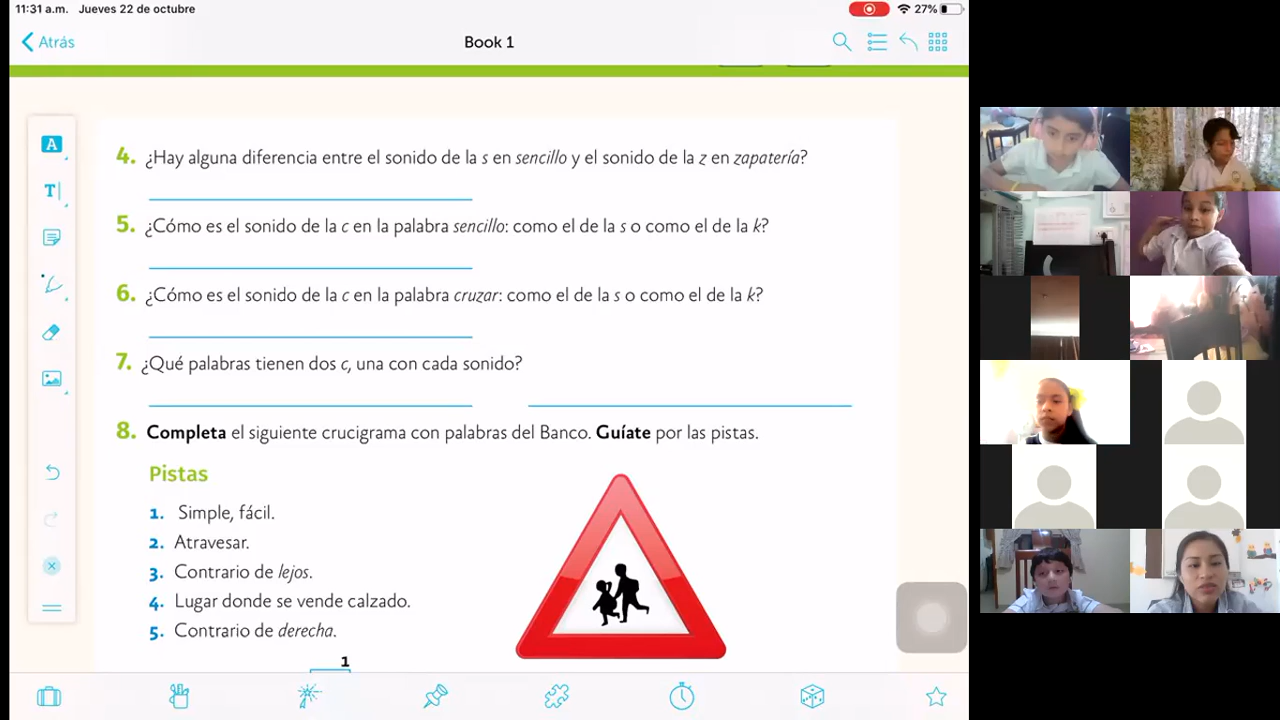 11:31 a.m. Jueves 22 de octubre
27%
Atrás
Book 1
A
T
4. ¿Hay alguna diferencia entre el sonido de la s en sencillo y el sonido de la z en zapatería?
5. ¿Cómo es el sonido de la c en la palabra sencillo: como el de la s o como el de la k?
6. ¿Cómo es el sonido de la c en la palabra cruzar: como el de la s o como el de la k?
7. ¿Qué palabras tienen dos c, una con cada sonido?
8. Completa el siguiente crucigrama con palabras del Banco. Guíate por las pistas.
Pistas
1. Simple, fácil.
2. Atravesar.
3. Contrario de lejos.
4. Lugar donde se vende calzado.
5. Contrario de derecha.
1